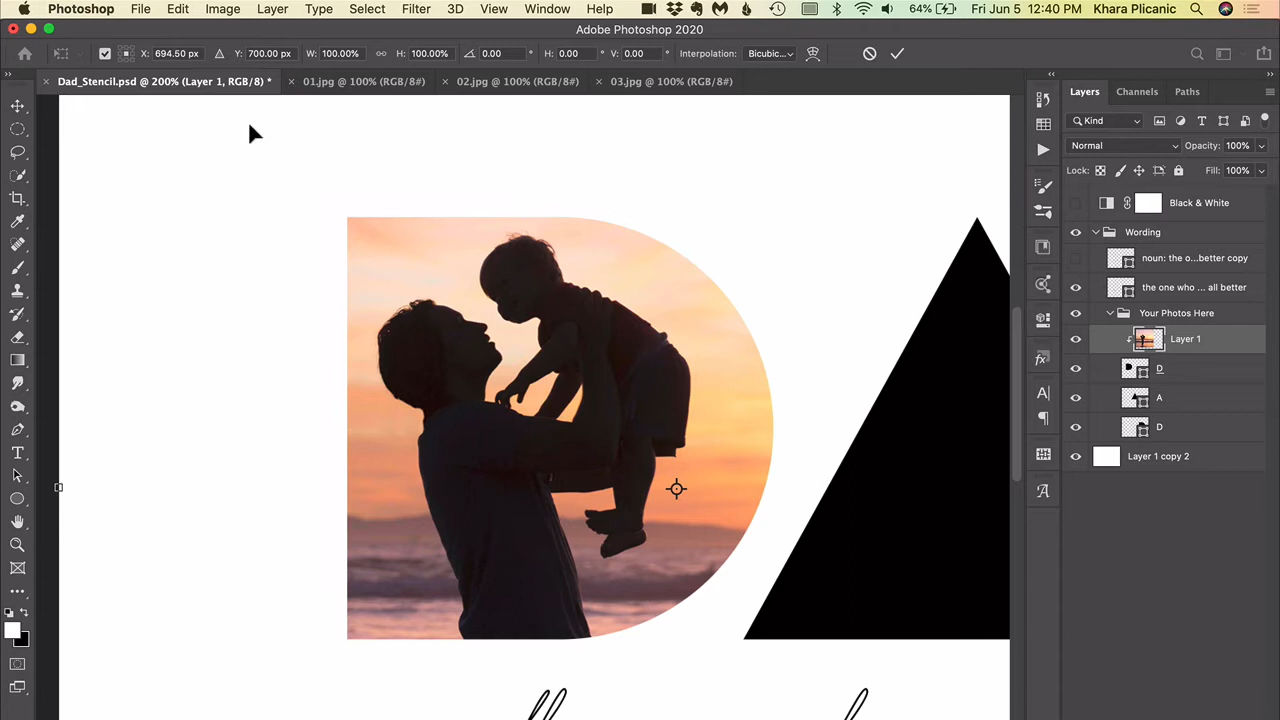 Photoshop File Edit Image Layer Type Select Filter 3D View Window Help 64% Fri Jun 5 12:40 PM Khara Plicanic
Adobe Photoshop 2020
X: 694.50 px Y: 700.00 px W: 100.00% H: 100.00% 0.00 ° H: 0.00 ° V: 0.00 ° Interpolation: Bicubic...
Dad_Stencil.psd @ 200% (Layer 1, RGB/8) * 01.jpg @ 100% (RGB/8#) 02.jpg @ 100% (RGB/8#) 03.jpg @ 100% (RGB/8#)
Layers Channels Paths
Kind
Normal Opacity: 100%
Lock: Fill: 100%
Black & White
Wording
noun: the o...better copy
the one who ... all better
Your Photos Here
Layer 1
D
A
D
Layer 1 copy 2